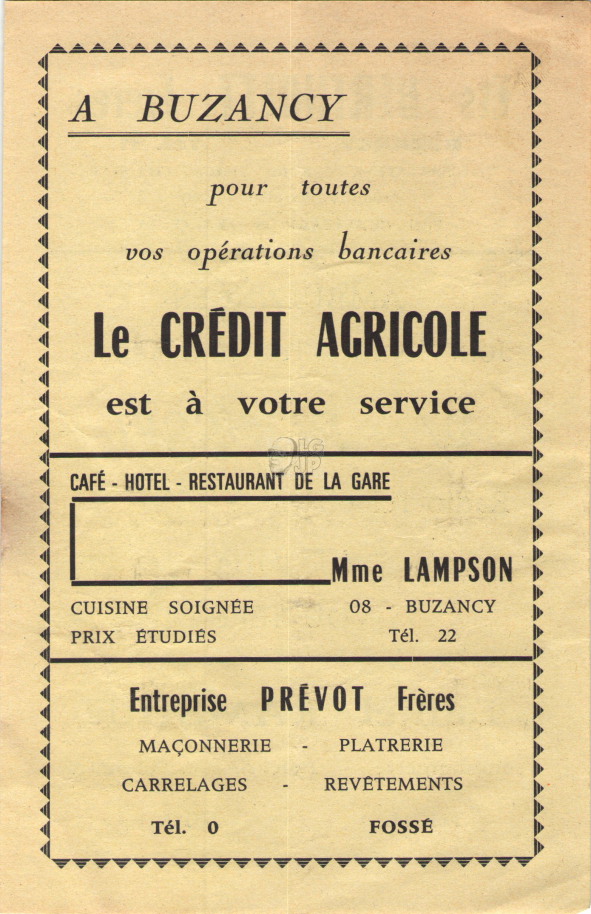 A BUZANCY
pour toutes
vos opérations bancaires
Le CRÉDIT AGRICOLE
est à votre service
CAFÉ - HOTEL - RESTAURANT DE LA GARE
Mme LAMPSON
CUISINE SOIGNÉE 08 - BUZANCY
PRIX ÉTUDIÉS Tél. 22
Entreprise PRÉVOT Frères
MAÇONNERIE - PLATRERIE
CARRELAGES - REVÊTEMENTS
Tél. 0 FOSSÉ